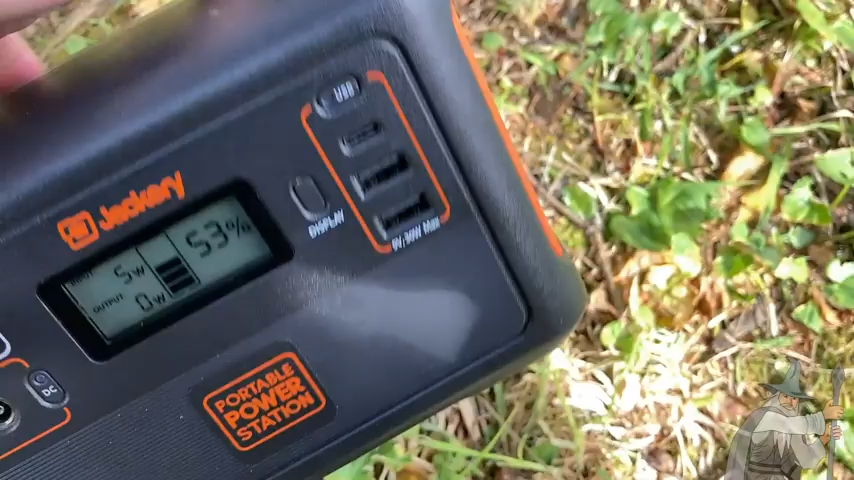 USB
Jackery
DISPLAY
INPUT 5W
OUTPUT 0W
53%
DC
PORTABLE
POWER
STATION